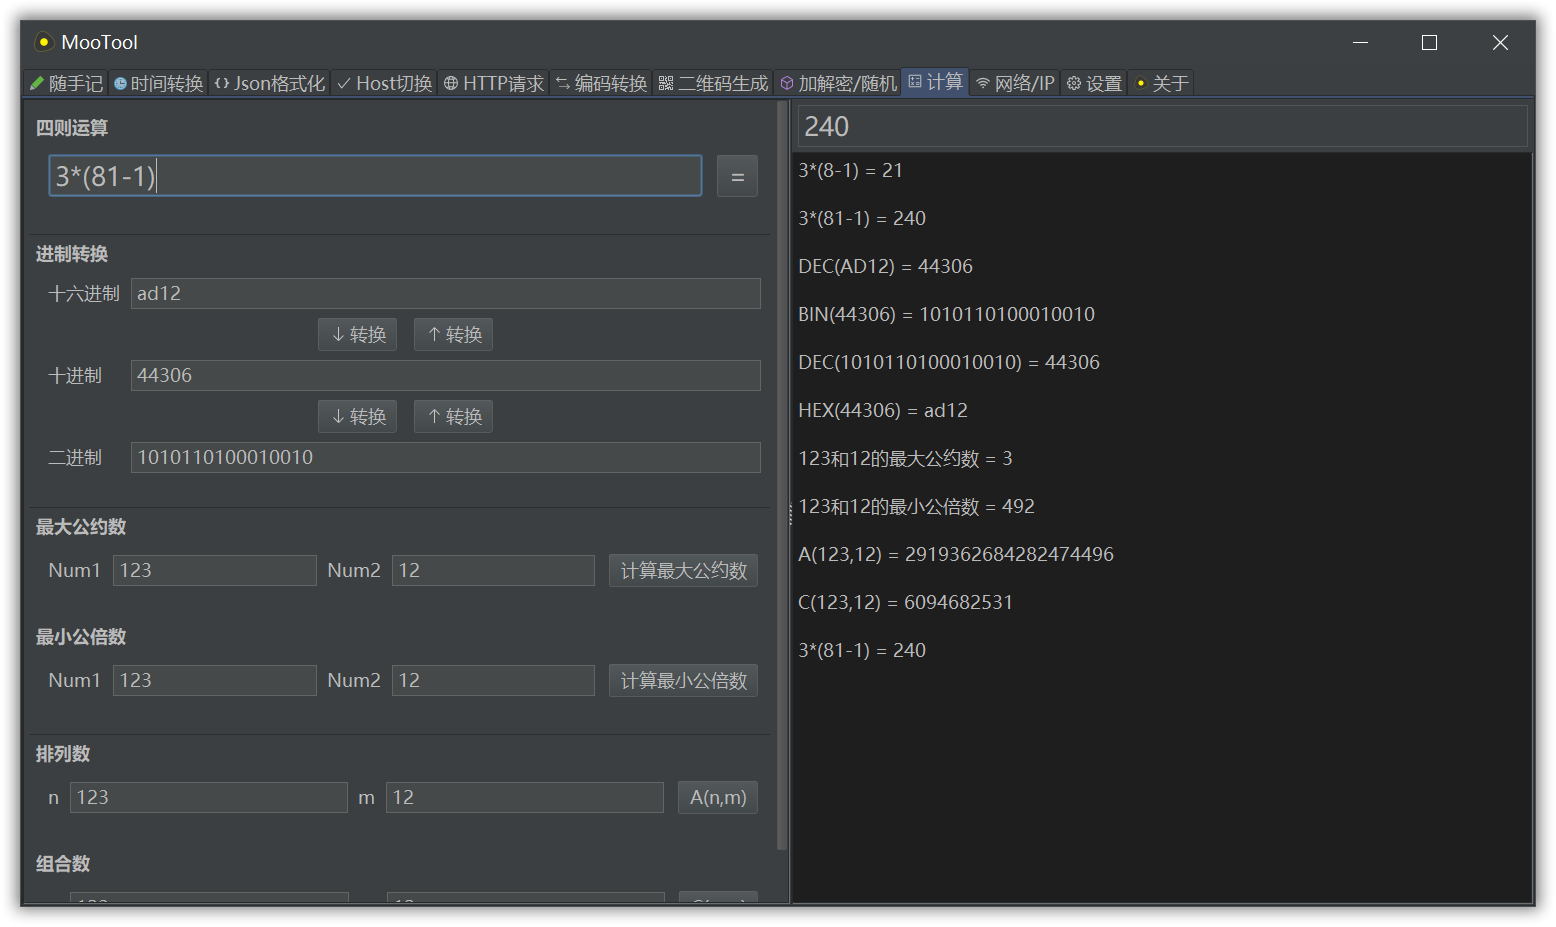 MooTool
随手记 时间转换 Json格式化 Host切换 HTTP请求 编码转换 二维码生成 加解密/随机 计算 网络/IP 设置 关于
四则运算
3*(81-1)
=
进制转换
十六进制 ad12
↓ 转换 ↑ 转换
十进制 44306
↓ 转换 ↑ 转换
二进制 1010110100010010
最大公约数
Num1 123 Num2 12 计算最大公约数
最小公倍数
Num1 123 Num2 12 计算最小公倍数
排列数
n 123 m 12 A(n,m)
组合数
240
3*(8-1) = 21
3*(81-1) = 240
DEC(AD12) = 44306
BIN(44306) = 1010110100010010
DEC(1010110100010010) = 44306
HEX(44306) = ad12
123和12的最大公约数 = 3
123和12的最小公倍数 = 492
A(123,12) = 2919362684282474496
C(123,12) = 6094682531
3*(81-1) = 240